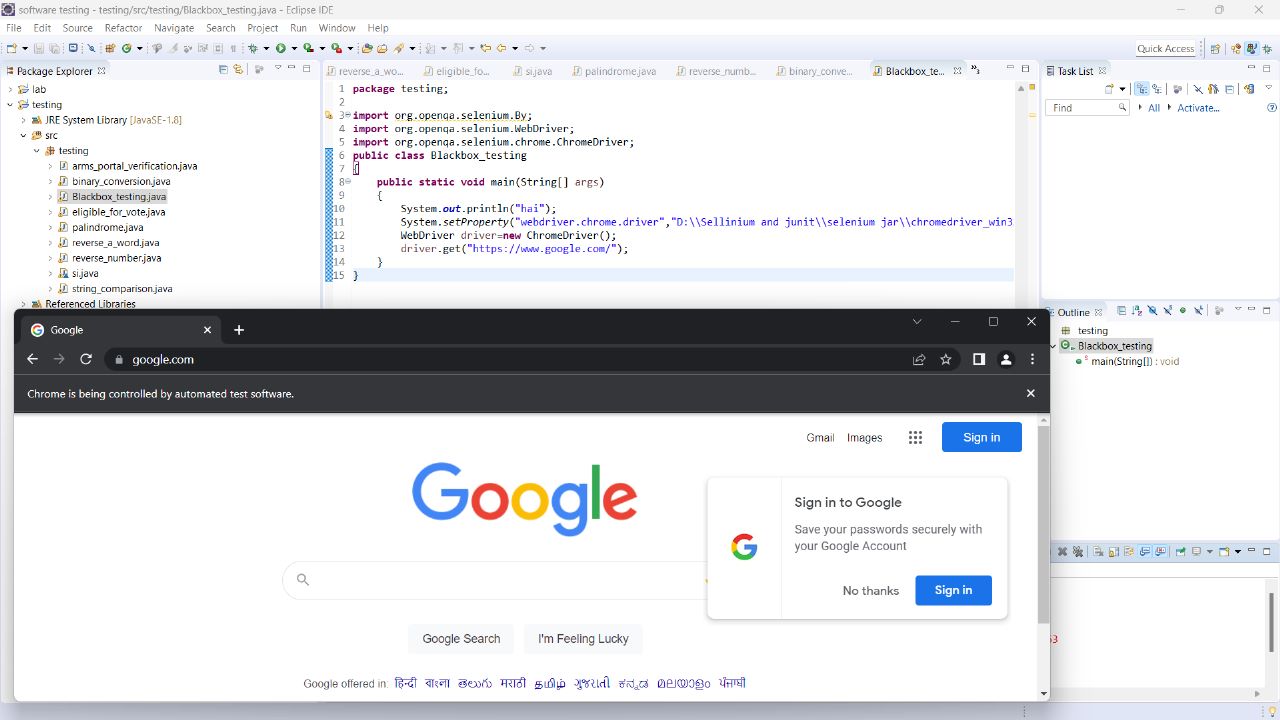 software testing - testing/src/testing/Blackbox_testing.java - Eclipse IDE
File Edit Source Refactor Navigate Search Project Run Window Help
Quick Access
Package Explorer
lab
testing
JRE System Library [JavaSE-1.8]
src
testing
arms_portal_verification.java
binary_conversion.java
Blackbox_testing.java
eligible_for_vote.java
palindrome.java
reverse_a_word.java
reverse_number.java
si.java
string_comparison.java
Referenced Libraries
reverse_a_wo... eligible_fo... si.java palindrome.java reverse_numb... binary_conve... Blackbox_te...
1 package testing;
2
3 import org.openqa.selenium.By;
4 import org.openqa.selenium.WebDriver;
5 import org.openqa.selenium.chrome.ChromeDriver;
6 public class Blackbox_testing
7 {
8 public static void main(String[] args)
9 {
10 System.out.println("hai");
11 System.setProperty("webdriver.chrome.driver","D:\\Sellinium and junit\\selenium jar\\chromedriver_win3
12 WebDriver driver=new ChromeDriver();
13 driver.get("https://www.google.com/");
14 }
15 }
Task List
Find All Activate...
Outline
testing
Blackbox_testing
main(String[]) : void
Google
google.com
Chrome is being controlled by automated test software.
Gmail Images Sign in
Google
Sign in to Google
Save your passwords securely with
your Google Account
No thanks Sign in
Google Search I'm Feeling Lucky
Google offered in: हिन्दी বাংলা తెలుగు मराठी தமிழ் ગુજરાતી ಕನ್ನಡ മലയാളം ਪੰਜਾਬੀ